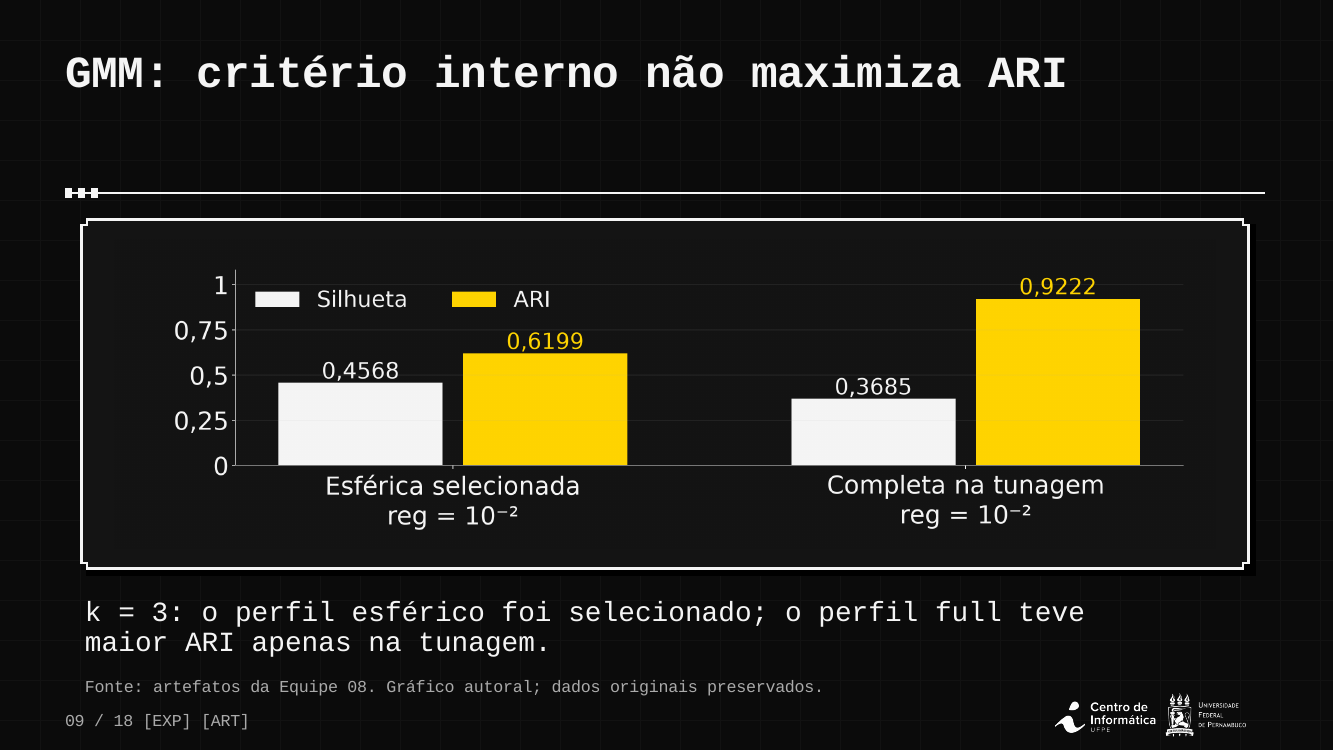 GMM: critério interno não maximiza ARI
Silhueta ARI
1
0,75
0,5
0,25
0
0,4568
0,6199
0,3685
0,9222
Esférica selecionada
reg = 10⁻²
Completa na tunagem
reg = 10⁻²
k = 3: o perfil esférico foi selecionado; o perfil full teve
maior ARI apenas na tunagem.
Fonte: artefatos da Equipe 08. Gráfico autoral; dados originais preservados.
09 / 18 [EXP] [ART]
Centro de
Informática
UFPE
Universidade
Federal
de Pernambuco